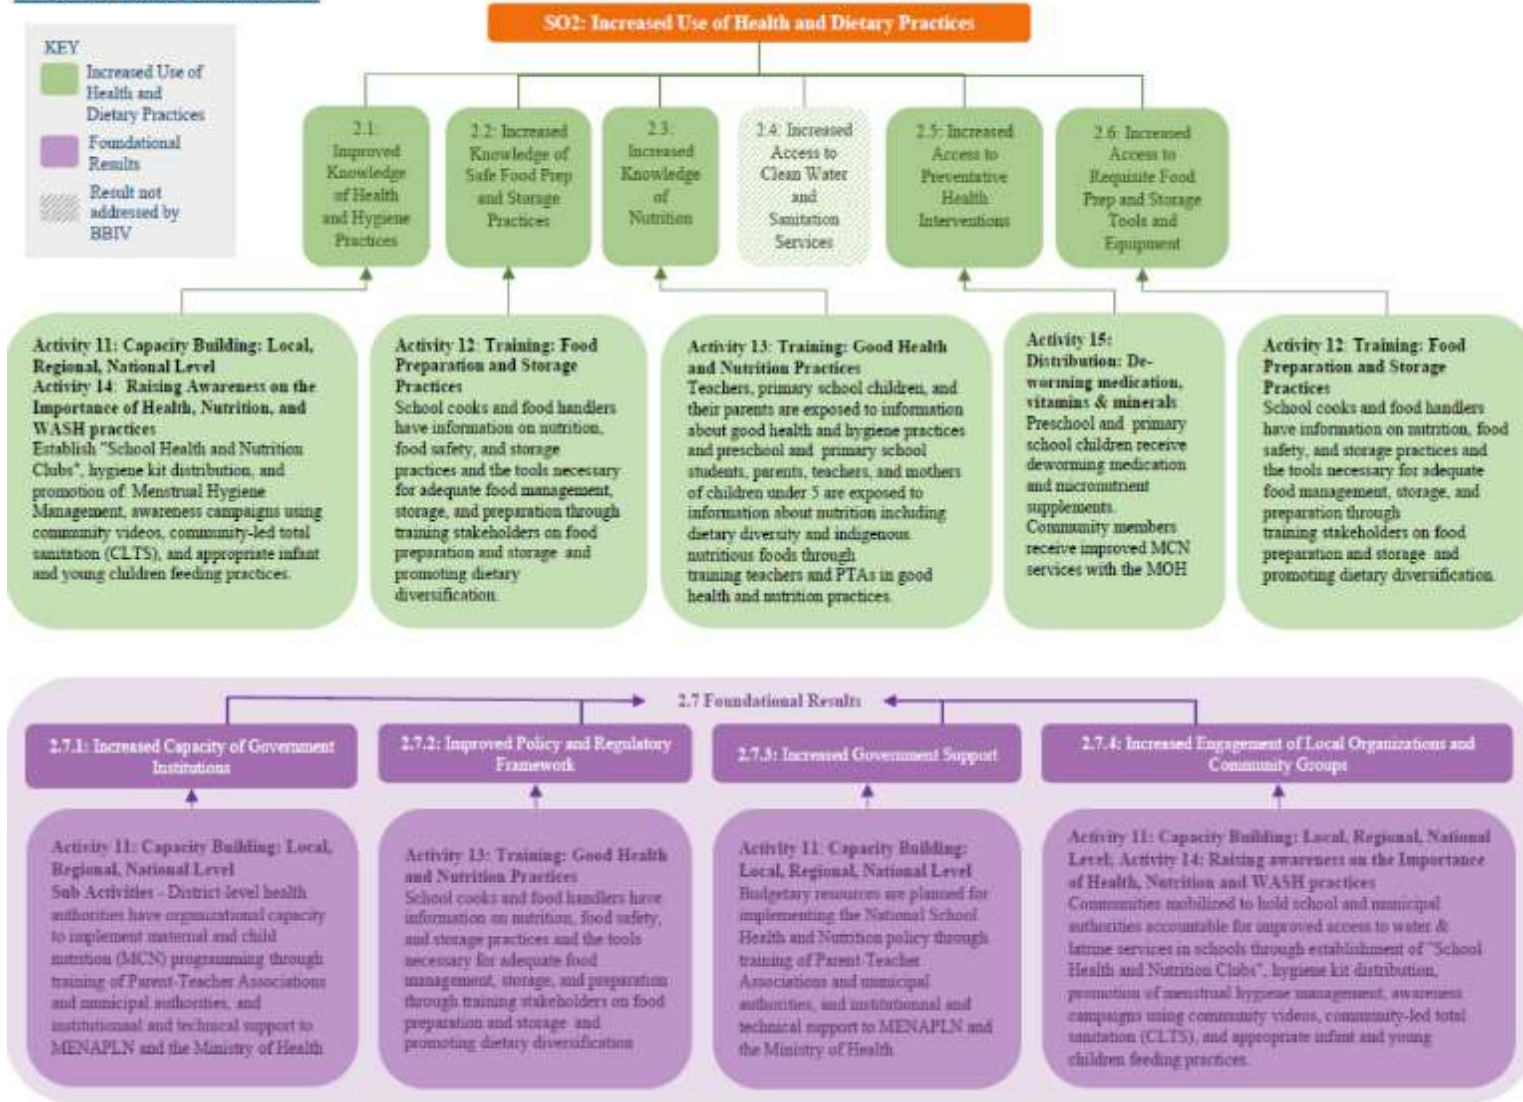 SO2: Increased Use of Health and Dietary Practices
KEY
Increased Use of
Health and
Dietary Practices
Foundational
Results
Result not
addressed by
BBIV
2.1:
Improved
Knowledge
of Health
and Hygiene
Practices
2.2: Increased
Knowledge of
Safe Food Prep
and Storage
Practices
2.3:
Increased
Knowledge
of
Nutrition
2.4: Increased
Access to
Clean Water
and
Sanitation
Services
2.5: Increased
Access to
Preventative
Health
Interventions
2.6: Increased
Access to
Requisite Food
Prep and Storage
Tools and
Equipment
Activity 11: Capacity Building: Local,
Regional, National Level
Activity 14: Raising Awareness on the
Importance of Health, Nutrition, and
WASH practices
Establish "School Health and Nutrition
Clubs", hygiene kit distribution, and
promotion of Menstrual Hygiene
Management, awareness campaigns using
community videos, community-led total
sanitation (CLTS), and appropriate infant
and young children feeding practices.
Activity 12: Training: Food
Preparation and Storage
Practices
School cooks and food handlers
have information on nutrition,
food safety, and storage
practices and the tools necessary
for adequate food management,
storage, and preparation through
training stakeholders on food
preparation and storage and
promoting dietary
diversification.
Activity 13: Training: Good Health
and Nutrition Practices
Teachers, primary school children, and
their parents are exposed to information
about good health and hygiene practices
and preschool and primary school
students, parents, teachers, and mothers
of children under 5 are exposed to
information about nutrition including
dietary diversity and indigenous
nutritious foods through
training teachers and PTAs in good
health and nutrition practices.
Activity 15:
Distribution: De-
worming medication,
vitamins & minerals
Preschool and primary
school children receive
deworming medication
and micronutrient
supplements.
Community members
receive improved MCN
services with the MOH
Activity 12: Training: Food
Preparation and Storage
Practices
School cooks and food handlers
have information on nutrition, food
safety, and storage practices and
the tools necessary for adequate
food management, storage, and
preparation through
training stakeholders on food
preparation and storage and
promoting dietary diversification.
2.7 Foundational Results
2.7.1: Increased Capacity of Government
Institutions
2.7.2: Improved Policy and Regulatory
Framework
2.7.3: Increased Government Support
2.7.4: Increased Engagement of Local Organizations and
Community Groups
Activity 11: Capacity Building: Local,
Regional, National Level
Sub Activities - District-level health
authorities have organizational capacity
to implement maternal and child
nutrition (MCN) programming through
training of Parent-Teacher Associations
and municipal authorities, and
institutionaal and technical support to
MENAPLN and the Ministry of Health
Activity 13: Training: Good Health
and Nutrition Practices
School cooks and food handlers have
information on nutrition, food safety,
and storage practices and the tools
necessary for adequate food
management, storage, and preparation
through training stakeholders on food
preparation and storage and
promoting dietary diversification
Activity 11: Capacity Building:
Local, Regional, National Level
Budgetary resources are planned for
implementing the National School
Health and Nutrition policy through
training of Parent-Teacher
Associations and municipal
authorities, and institutionnal and
technical support to MENAPLN and
the Ministry of Health.
Activity 11: Capacity Building: Local, Regional, National
Level; Activity 14: Raising awareness on the Importance
of Health, Nutrition and WASH practices
Communities mobilized to hold school and municipal
authorities accountable for improved access to water &
latrine services in schools through establishment of "School
Health and Nutrition Clubs", hygiene kit distribution,
promotion of menstrual hygiene management, awareness
campaigns using community videos, community-led total
sanitation (CLTS), and appropriate infant and young
children feeding practices.